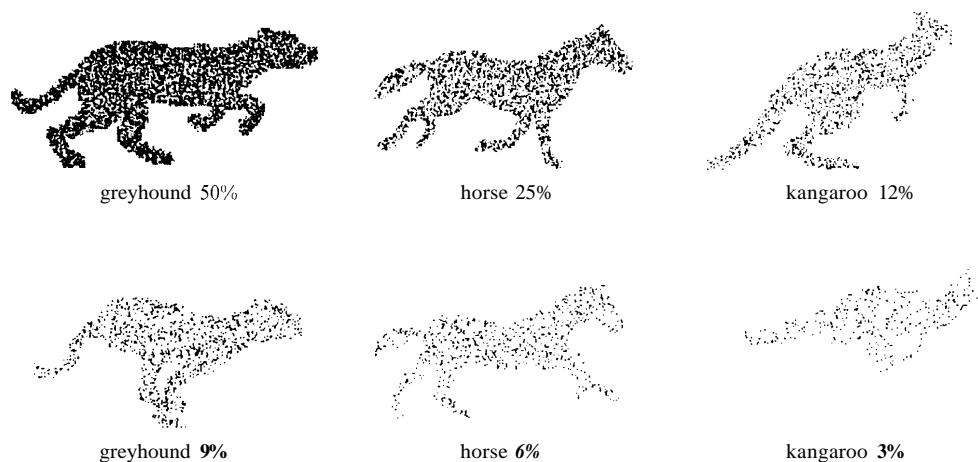 greyhound 50%
horse 25%
kangaroo 12%
greyhound 9%
horse 6%
kangaroo 3%